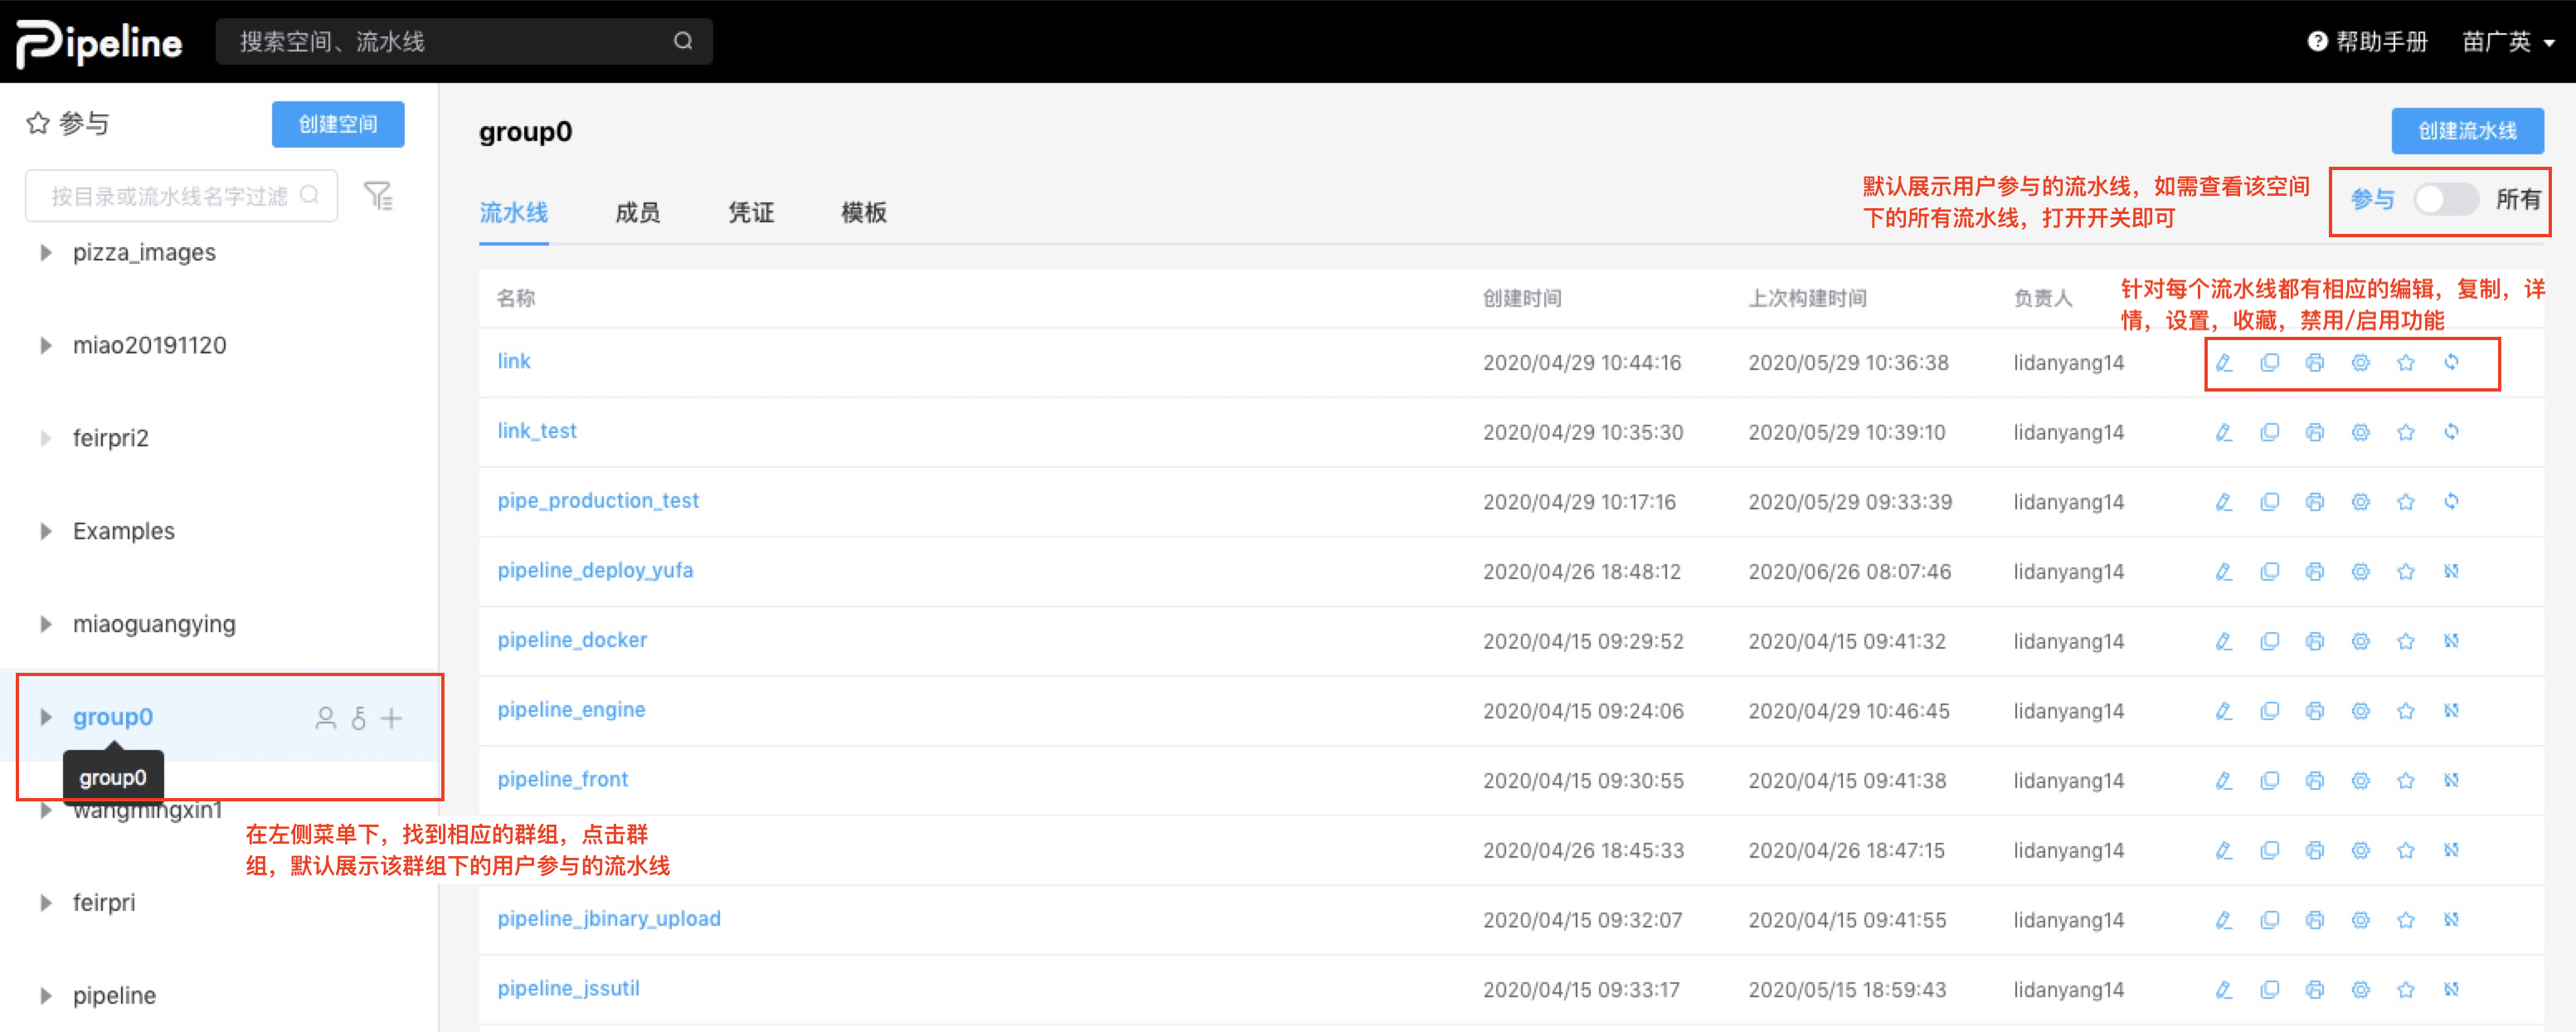 Pipeline
搜索空间、流水线
帮助手册
苗广英
参与
创建空间
按目录或流水线名字过滤
pizza_images
miao20191120
feirpri2
Examples
miaoguangying
group0
group0
wangmingxin1
在左侧菜单下，找到相应的群组，点击群
组，默认展示该群组下的用户参与的流水线
feirpri
pipeline
group0
创建流水线
默认展示用户参与的流水线，如需查看该空间
下的所有流水线，打开开关即可
参与 所有
流水线 成员 凭证 模板
针对每个流水线都有相应的编辑，复制，详
情，设置，收藏，禁用/启用功能
名称 创建时间 上次构建时间 负责人
link 2020/04/29 10:44:16 2020/05/29 10:36:38 lidanyang14
link_test 2020/04/29 10:35:30 2020/05/29 10:39:10 lidanyang14
pipe_production_test 2020/04/29 10:17:16 2020/05/29 09:33:39 lidanyang14
pipeline_deploy_yufa 2020/04/26 18:48:12 2020/06/26 08:07:46 lidanyang14
pipeline_docker 2020/04/15 09:29:52 2020/04/15 09:41:32 lidanyang14
pipeline_engine 2020/04/15 09:24:06 2020/04/29 10:46:45 lidanyang14
pipeline_front 2020/04/15 09:30:55 2020/04/15 09:41:38 lidanyang14
2020/04/26 18:45:33 2020/04/26 18:47:15 lidanyang14
pipeline_jbinary_upload 2020/04/15 09:32:07 2020/04/15 09:41:55 lidanyang14
pipeline_jssutil 2020/04/15 09:33:17 2020/05/15 18:59:43 lidanyang14